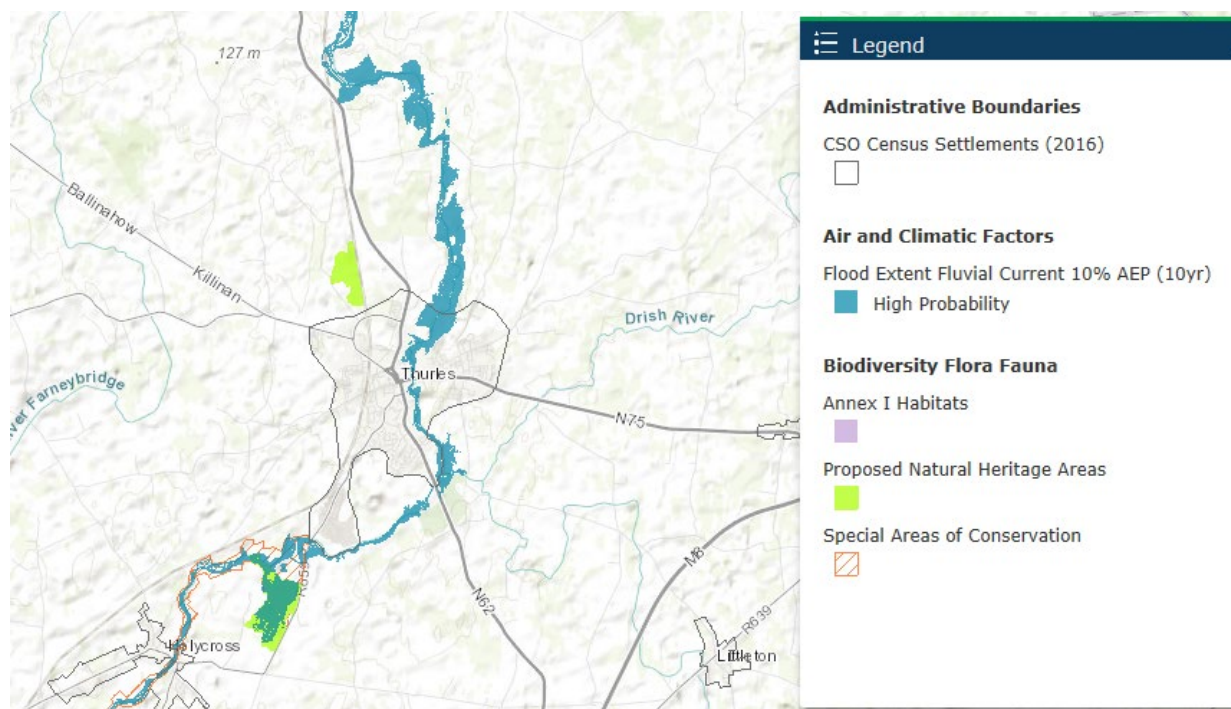 127 m
Ballinahow
Killinan
Drish River
Thurles
ver Farneybridge
N75
M8
R659
N62
R639
Holycross
Littleton
Legend
Administrative Boundaries
CSO Census Settlements (2016)
Air and Climatic Factors
Flood Extent Fluvial Current 10% AEP (10yr)
High Probability
Biodiversity Flora Fauna
Annex I Habitats
Proposed Natural Heritage Areas
Special Areas of Conservation